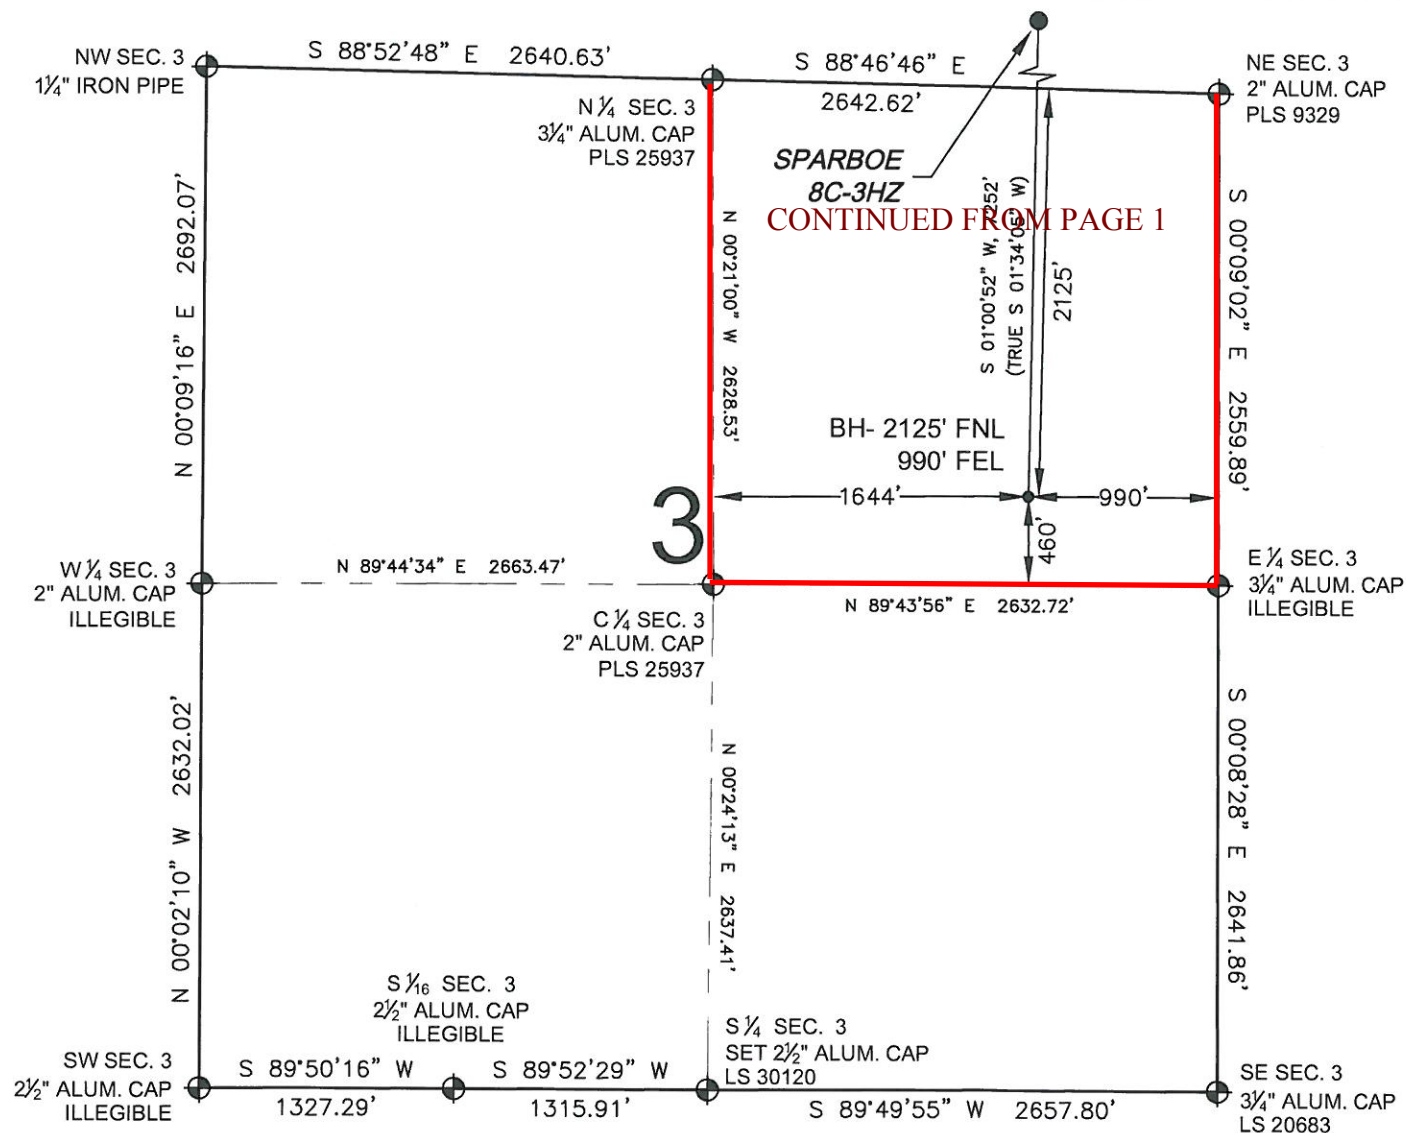 NW SEC. 3
1¼" IRON PIPE
S 88°52'48" E 2640.63'
N ¼ SEC. 3
3¼" ALUM. CAP
PLS 25937
S 88°46'46" E
2642.62'
NE SEC. 3
2" ALUM. CAP
PLS 9329
SPARBOE
8C-3HZ
CONTINUED FROM PAGE 1
N 00°09'16" E 2692.07'
N 00°21'00" W 2628.53'
S 01°00'52" W, 7252'
(TRUE S 01°34'05" W)
2125'
S 00°09'02" E 2559.89'
BH- 2125' FNL
990' FEL
1644'
990'
460'
3
W ¼ SEC. 3
2" ALUM. CAP
ILLEGIBLE
N 89°44'34" E 2663.47'
C ¼ SEC. 3
2" ALUM. CAP
PLS 25937
N 89°43'56" E 2632.72'
E ¼ SEC. 3
3¼" ALUM. CAP
ILLEGIBLE
N 00°02'10" W 2632.02'
N 00°24'13" E 2637.41'
S 00°08'28" E 2641.86'
S 1/16 SEC. 3
2½" ALUM. CAP
ILLEGIBLE
SW SEC. 3
2½" ALUM. CAP
ILLEGIBLE
S 89°50'16" W
1327.29'
S 89°52'29" W
1315.91'
S ¼ SEC. 3
SET 2½" ALUM. CAP
LS 30120
S 89°49'55" W 2657.80'
SE SEC. 3
3¼" ALUM. CAP
LS 20683